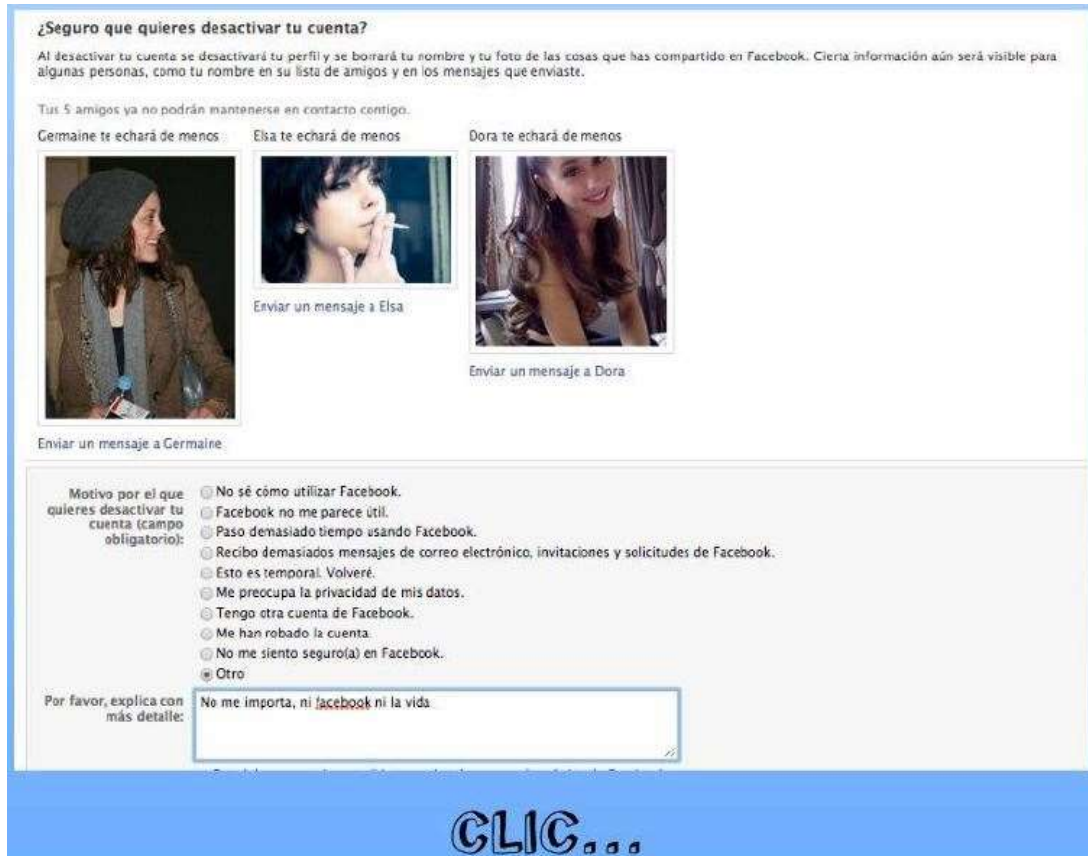 ¿Seguro que quieres desactivar tu cuenta?
Al desactivar tu cuenta se desactivará tu perfil y se borrará tu nombre y tu foto de las cosas que has compartido en Facebook. Cierta información aún será visible para
algunas personas, como tu nombre en su lista de amigos y en los mensajes que enviaste.
Tus 5 amigos ya no podrán mantenerse en contacto contigo.
Germaine te echará de menos
Elsa te echará de menos
Dora te echará de menos
Enviar un mensaje a Elsa
Enviar un mensaje a Dora
Enviar un mensaje a Germaine
Motivo por el que
quieres desactivar tu
cuenta (campo
obligatorio):
No sé cómo utilizar Facebook.
Facebook no me parece útil.
Paso demasiado tiempo usando Facebook.
Recibo demasiados mensajes de correo electrónico, invitaciones y solicitudes de Facebook.
Esto es temporal. Volveré.
Me preocupa la privacidad de mis datos.
Tengo otra cuenta de Facebook.
Me han robado la cuenta.
No me siento seguro(a) en Facebook.
Otro
Por favor, explica con
más detalle:
No me importa, ni facebook ni la vida
CLIC...